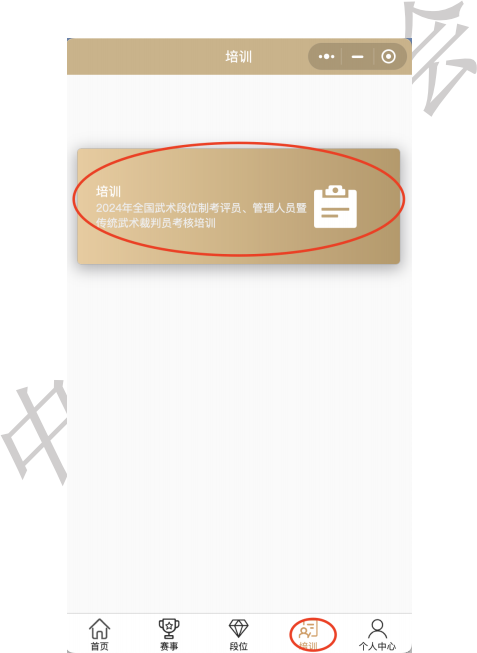 会
培训
培训
2024年全国武术段位制考评员、管理人员暨
传统武术裁判员考核培训
中
首页
赛事
段位
培训
个人中心